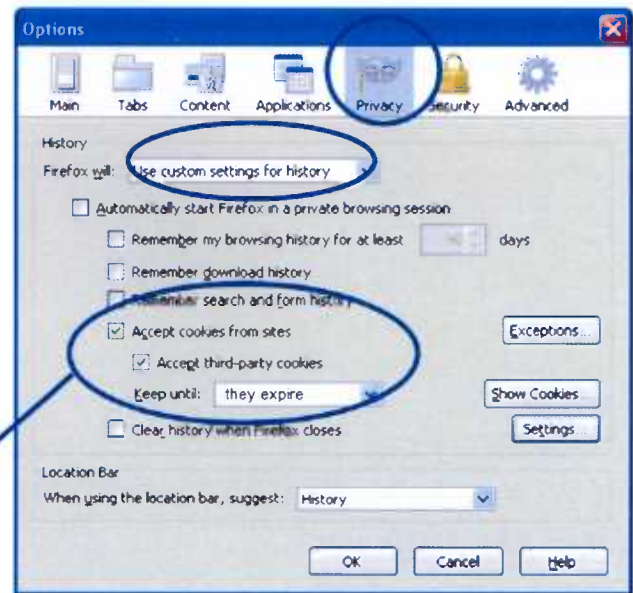 Options
Main Tabs Content Applications Privacy Security Advanced
History
Firefox will: Use custom settings for history
Automatically start Firefox in a private browsing session
Remember my browsing history for at least days
Remember download history
Remember search and form history
Accept cookies from sites Exceptions...
Accept third-party cookies
Keep until: they expire Show Cookies...
Clear history when Firefox closes Settings...
Location Bar
When using the location bar, suggest: History
OK Cancel Help